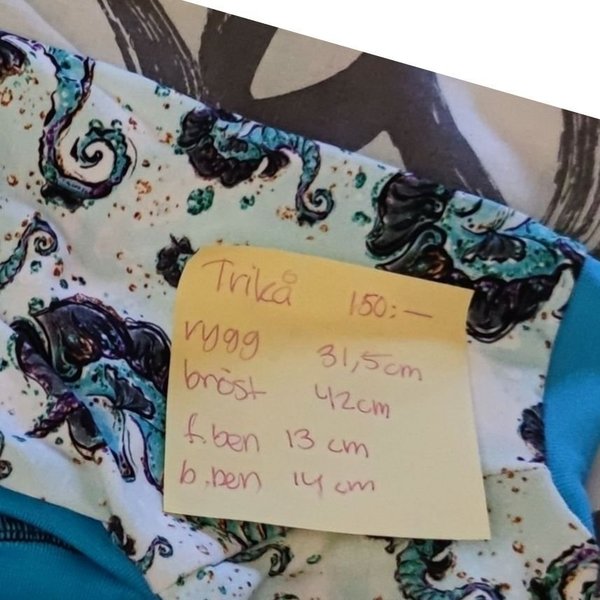 Trikå 150:-
rygg 31,5cm
bröst 42cm
f.ben 13 cm
b.ben 14 cm